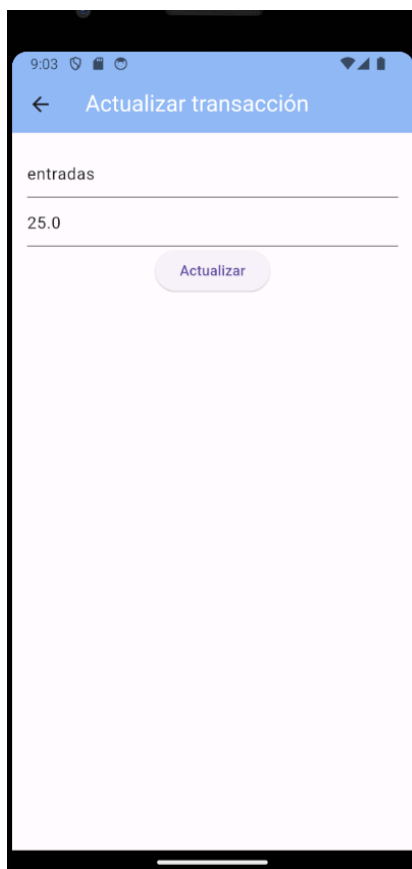 9:03
Actualizar transacción
entradas
25.0
Actualizar